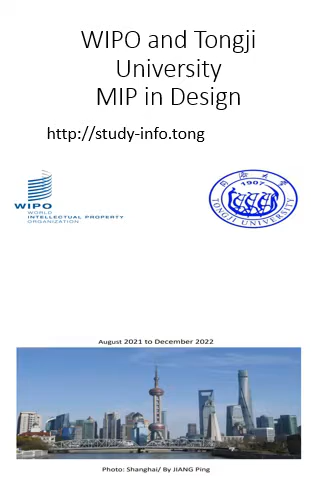 WIPO and Tongji
University
MIP in Design
http://study-info.tong
WIPO
WORLD
INTELLECTUAL PROPERTY
ORGANIZATION
1907
TONGJI UNIVERSITY
August 2021 to December 2022
Photo: Shanghai/ By JIANG Ping